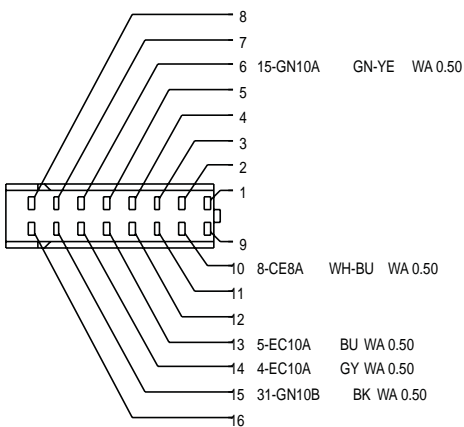 8
7
6 15-GN10A GN-YE WA 0.50
5
4
3
2
1
9
10 8-CE8A WH-BU WA 0.50
11
12
13 5-EC10A BU WA 0.50
14 4-EC10A GY WA 0.50
15 31-GN10B BK WA 0.50
16